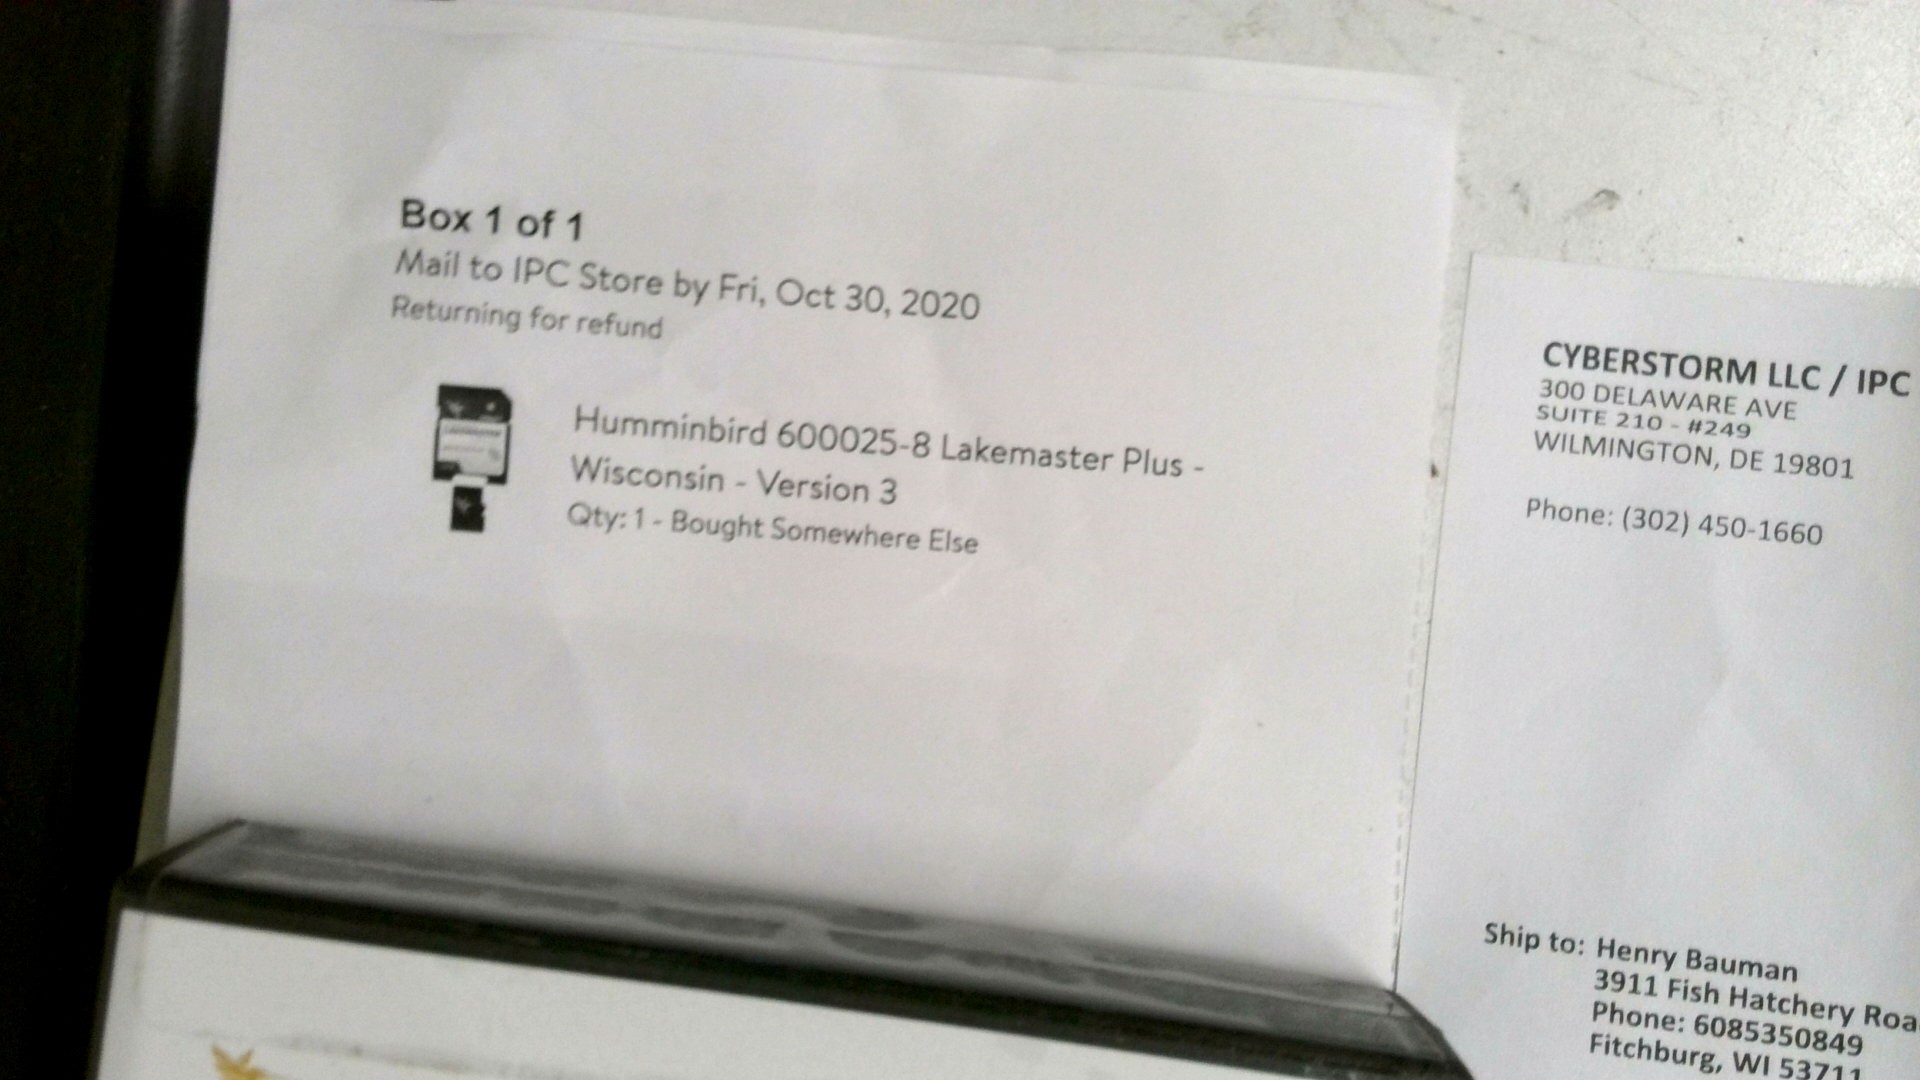 Box 1 of 1
Mail to IPC Store by Fri, Oct 30, 2020
Returning for refund
Humminbird 600025-8 Lakemaster Plus -
Wisconsin - Version 3
Qty: 1 - Bought Somewhere Else
CYBERSTORM LLC / IPC
300 DELAWARE AVE
SUITE 210 - #249
WILMINGTON, DE 19801
Phone: (302) 450-1660
Ship to: Henry Bauman
3911 Fish Hatchery Roa
Phone: 6085350849
Fitchburg, WI 53711